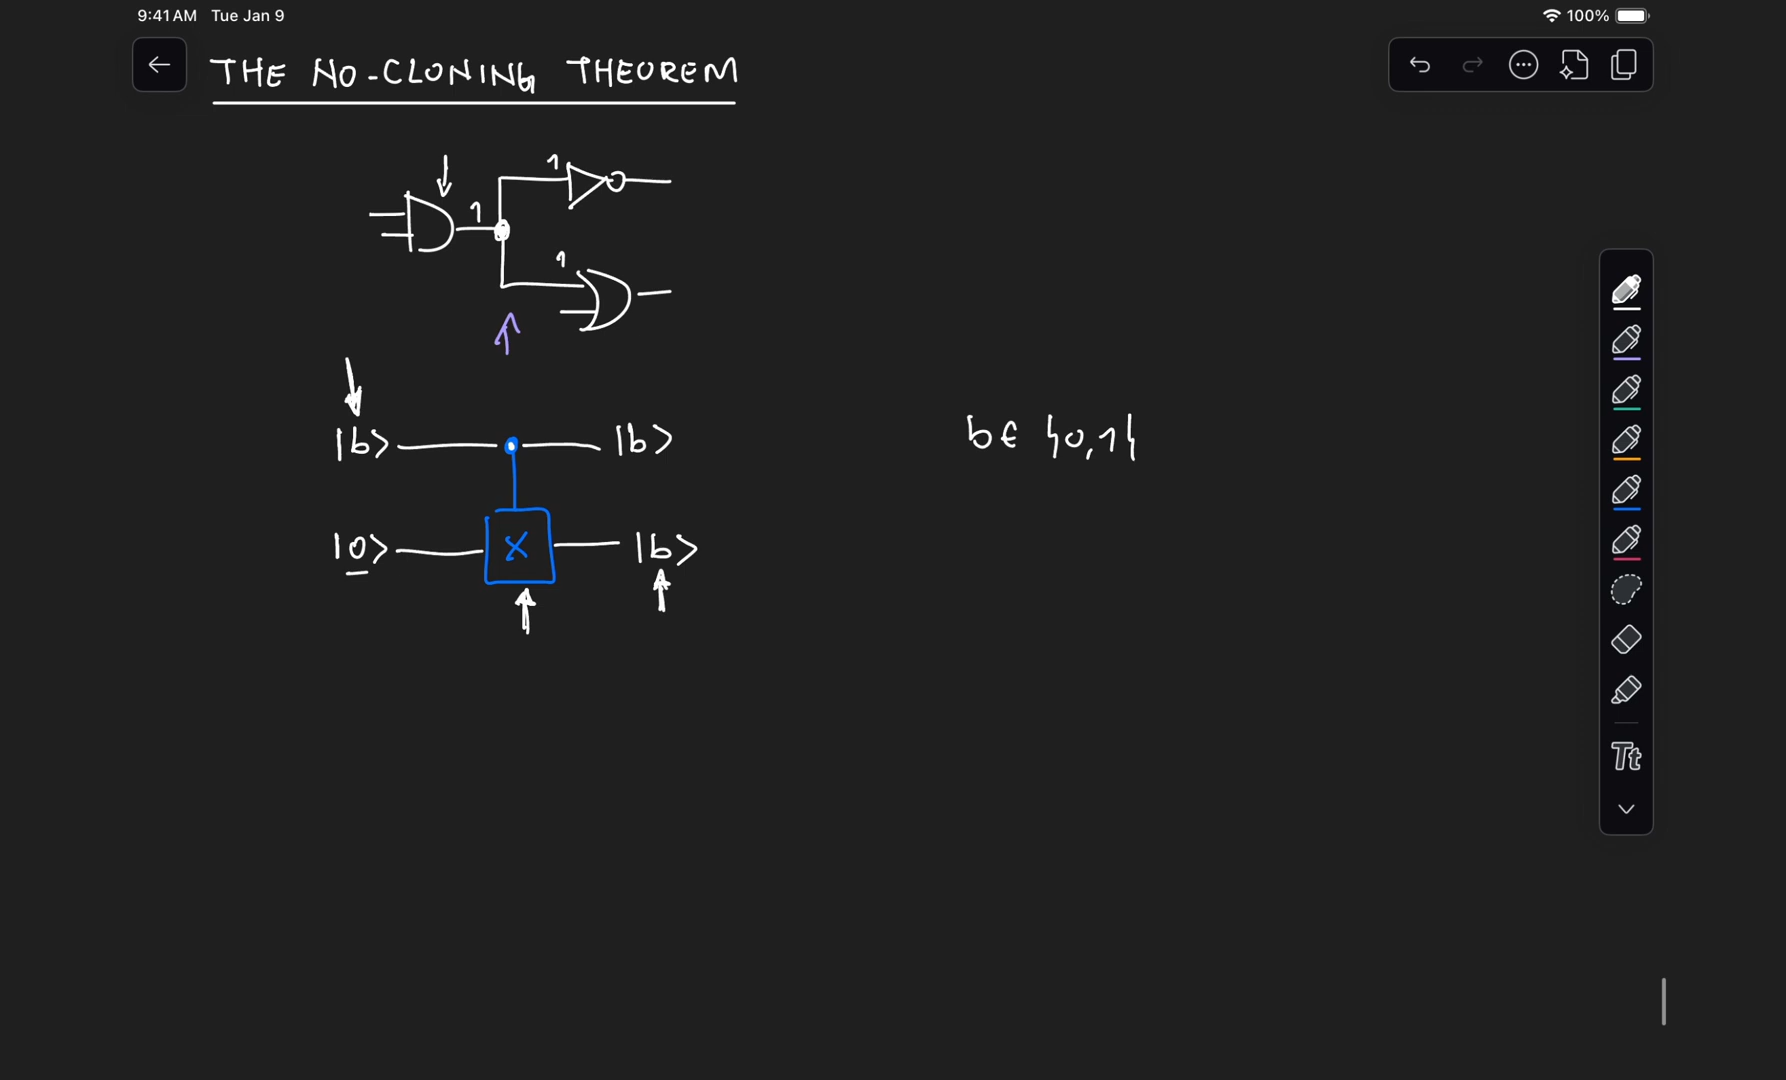 9:41 AM Tue Jan 9
100%
THE NO-CLONING THEOREM
1
1
1
|b> |b>
b ∈ {0,1}
|0> X |b>
Tt